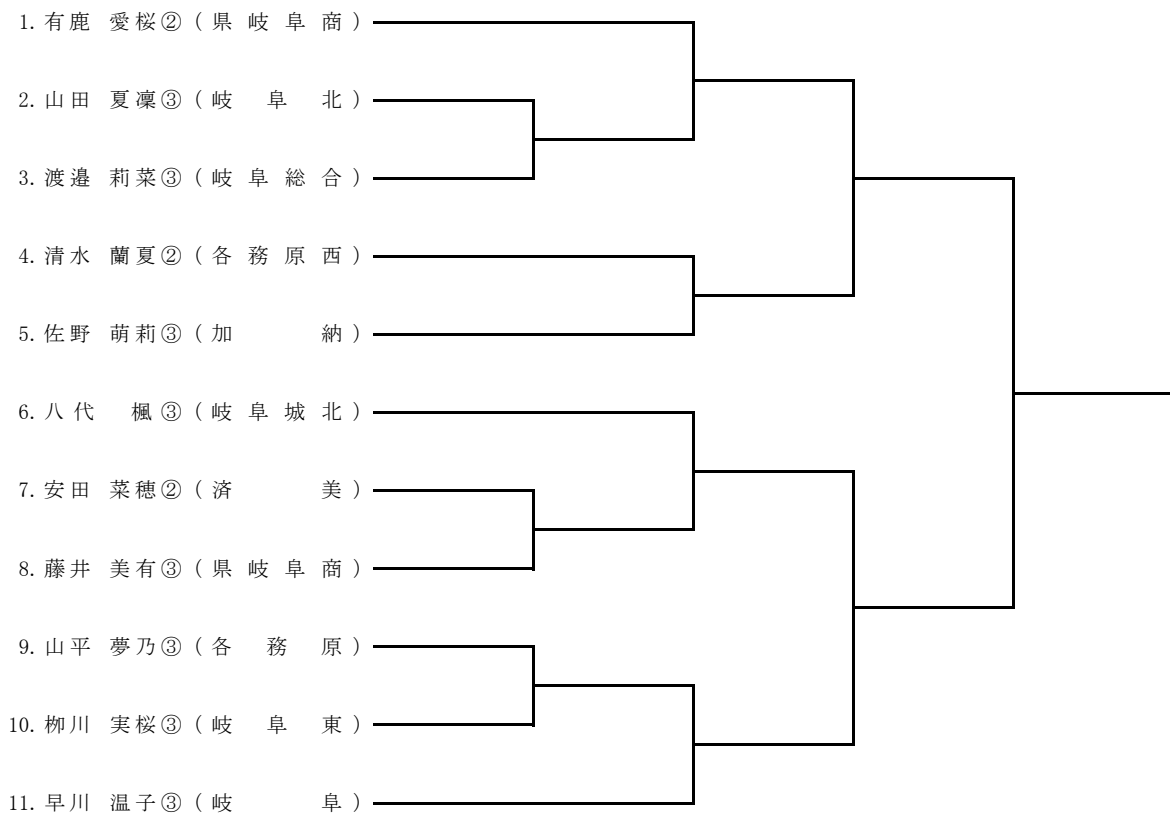 1. 有鹿 愛桜②(県岐阜商)
2. 山田 夏凜③(岐阜北)
3. 渡邉 莉菜③(岐阜総合)
4. 清水 蘭夏②(各務原西)
5. 佐野 萌莉③(加納)
6. 八代 楓③(岐阜城北)
7. 安田 菜穂②(済美)
8. 藤井 美有③(県岐阜商)
9. 山平 夢乃③(各務原)
10. 栁川 実桜③(岐阜東)
11. 早川 温子③(岐阜)